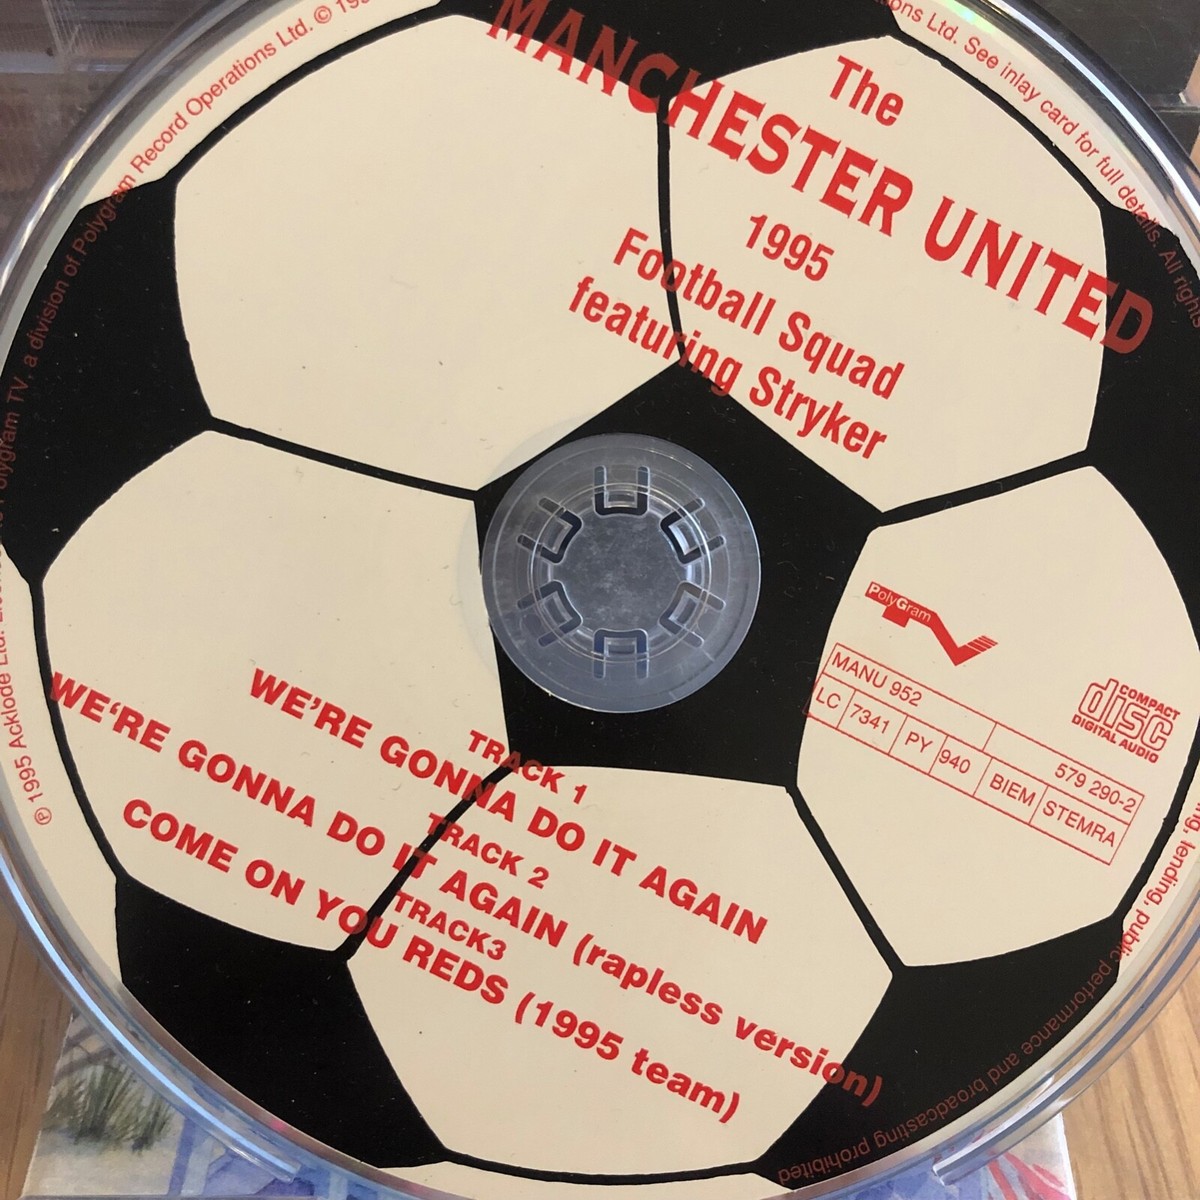 The
MANCHESTER UNITED
1995
Football Squad
featuring Stryker
PolyGram
TV
MANU 952
579 290-2
LC 7341 PY 940 BIEM STEMRA
COMPACT
disc
DIGITAL AUDIO
TRACK 1
WE'RE GONNA DO IT AGAIN
TRACK 2
WE'RE GONNA DO IT AGAIN (rapless version)
TRACK3
COME ON YOU REDS (1995 team)
℗ 1995 Acklode Ltd.
Polygram TV, a division of Polygram Record Operations Ltd. ©
Ltd. See inlay card for full details. All rights
lending, public performance and broadcasting prohibited